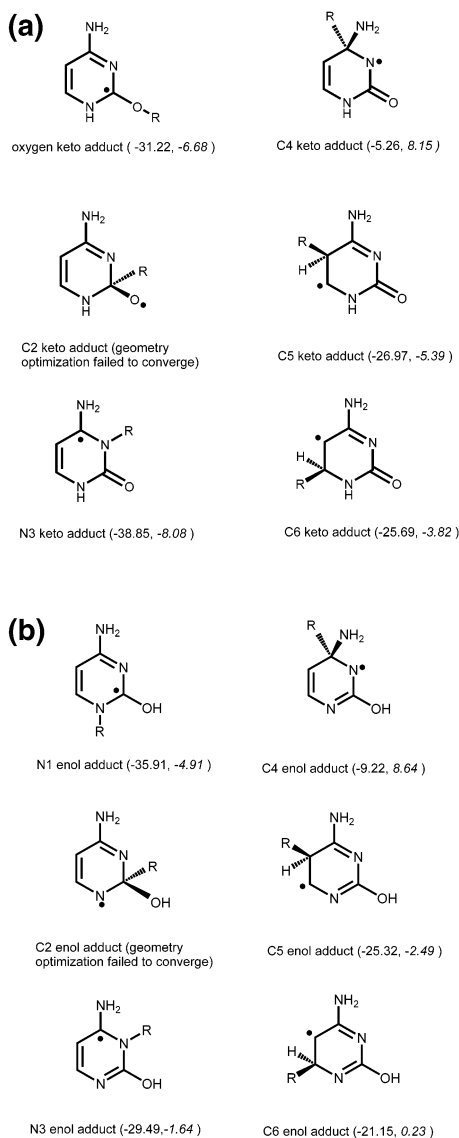 (a)
NH2
N
N
H
O
R
oxygen keto adduct ( -31.22, -6.68 )
R
NH2
N•
N
H
O
C4 keto adduct (-5.26, 8.15 )
NH2
N
R
N
H
O•
C2 keto adduct (geometry
optimization failed to converge)
NH2
R
H
N
N
H
O
C5 keto adduct (-26.97, -5.39 )
NH2
N
R
N
H
O
N3 keto adduct (-38.85, -8.08 )
NH2
N
H
R
N
H
O
C6 keto adduct (-25.69, -3.82 )
(b)
NH2
N
N
OH
R
N1 enol adduct (-35.91, -4.91 )
R
NH2
N•
N
OH
C4 enol adduct (-9.22, 8.64 )
NH2
N
R
N
OH
C2 enol adduct (geometry
optimization failed to converge)
NH2
R
H
N
N
OH
C5 enol adduct (-25.32, -2.49 )
NH2
N
R
N
OH
N3 enol adduct (-29.49,-1.64 )
NH2
N
H
R
N
OH
C6 enol adduct (-21.15, 0.23 )